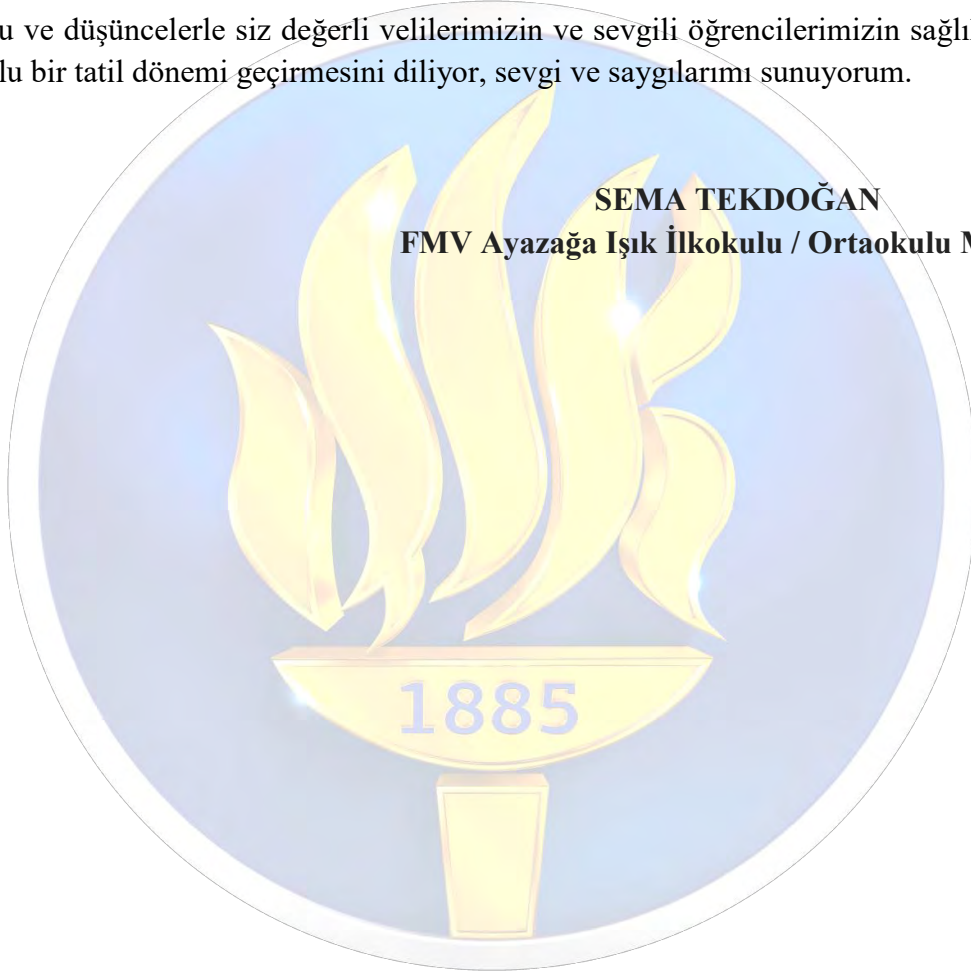 u ve düşüncelerle siz değerli velilerimizin ve sevgili öğrencilerimizin sağlı
lu bir tatil dönemi geçirmesini diliyor, sevgi ve saygılarımı sunuyorum.
SEMA TEKDOĞAN
FMV Ayazağa Işık İlkokulu / Ortaokulu M
1885